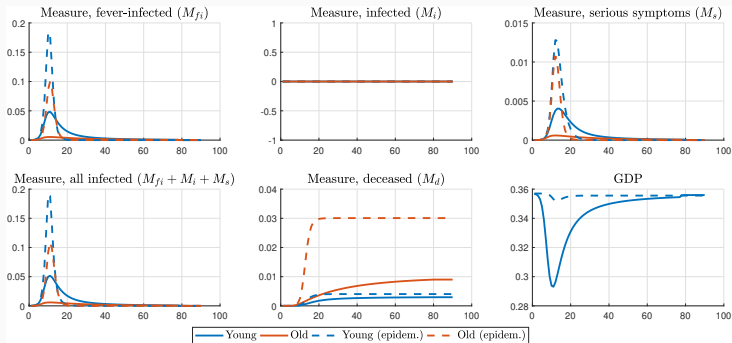 Measure, fever-infected (M_fi)
0.2
0.15
0.1
0.05
0
0 20 40 60 80 100
Measure, infected (M_i)
1
0.5
0
-0.5
-1
0 20 40 60 80 100
Measure, serious symptoms (M_s)
0.015
0.01
0.005
0
0 20 40 60 80 100
Measure, all infected (M_fi + M_i + M_s)
0.2
0.15
0.1
0.05
0
0 20 40 60 80 100
Measure, deceased (M_d)
0.04
0.03
0.02
0.01
0
0 20 40 60 80 100
GDP
0.36
0.34
0.32
0.3
0.28
0 20 40 60 80 100
Young Old Young (epidem.) Old (epidem.)